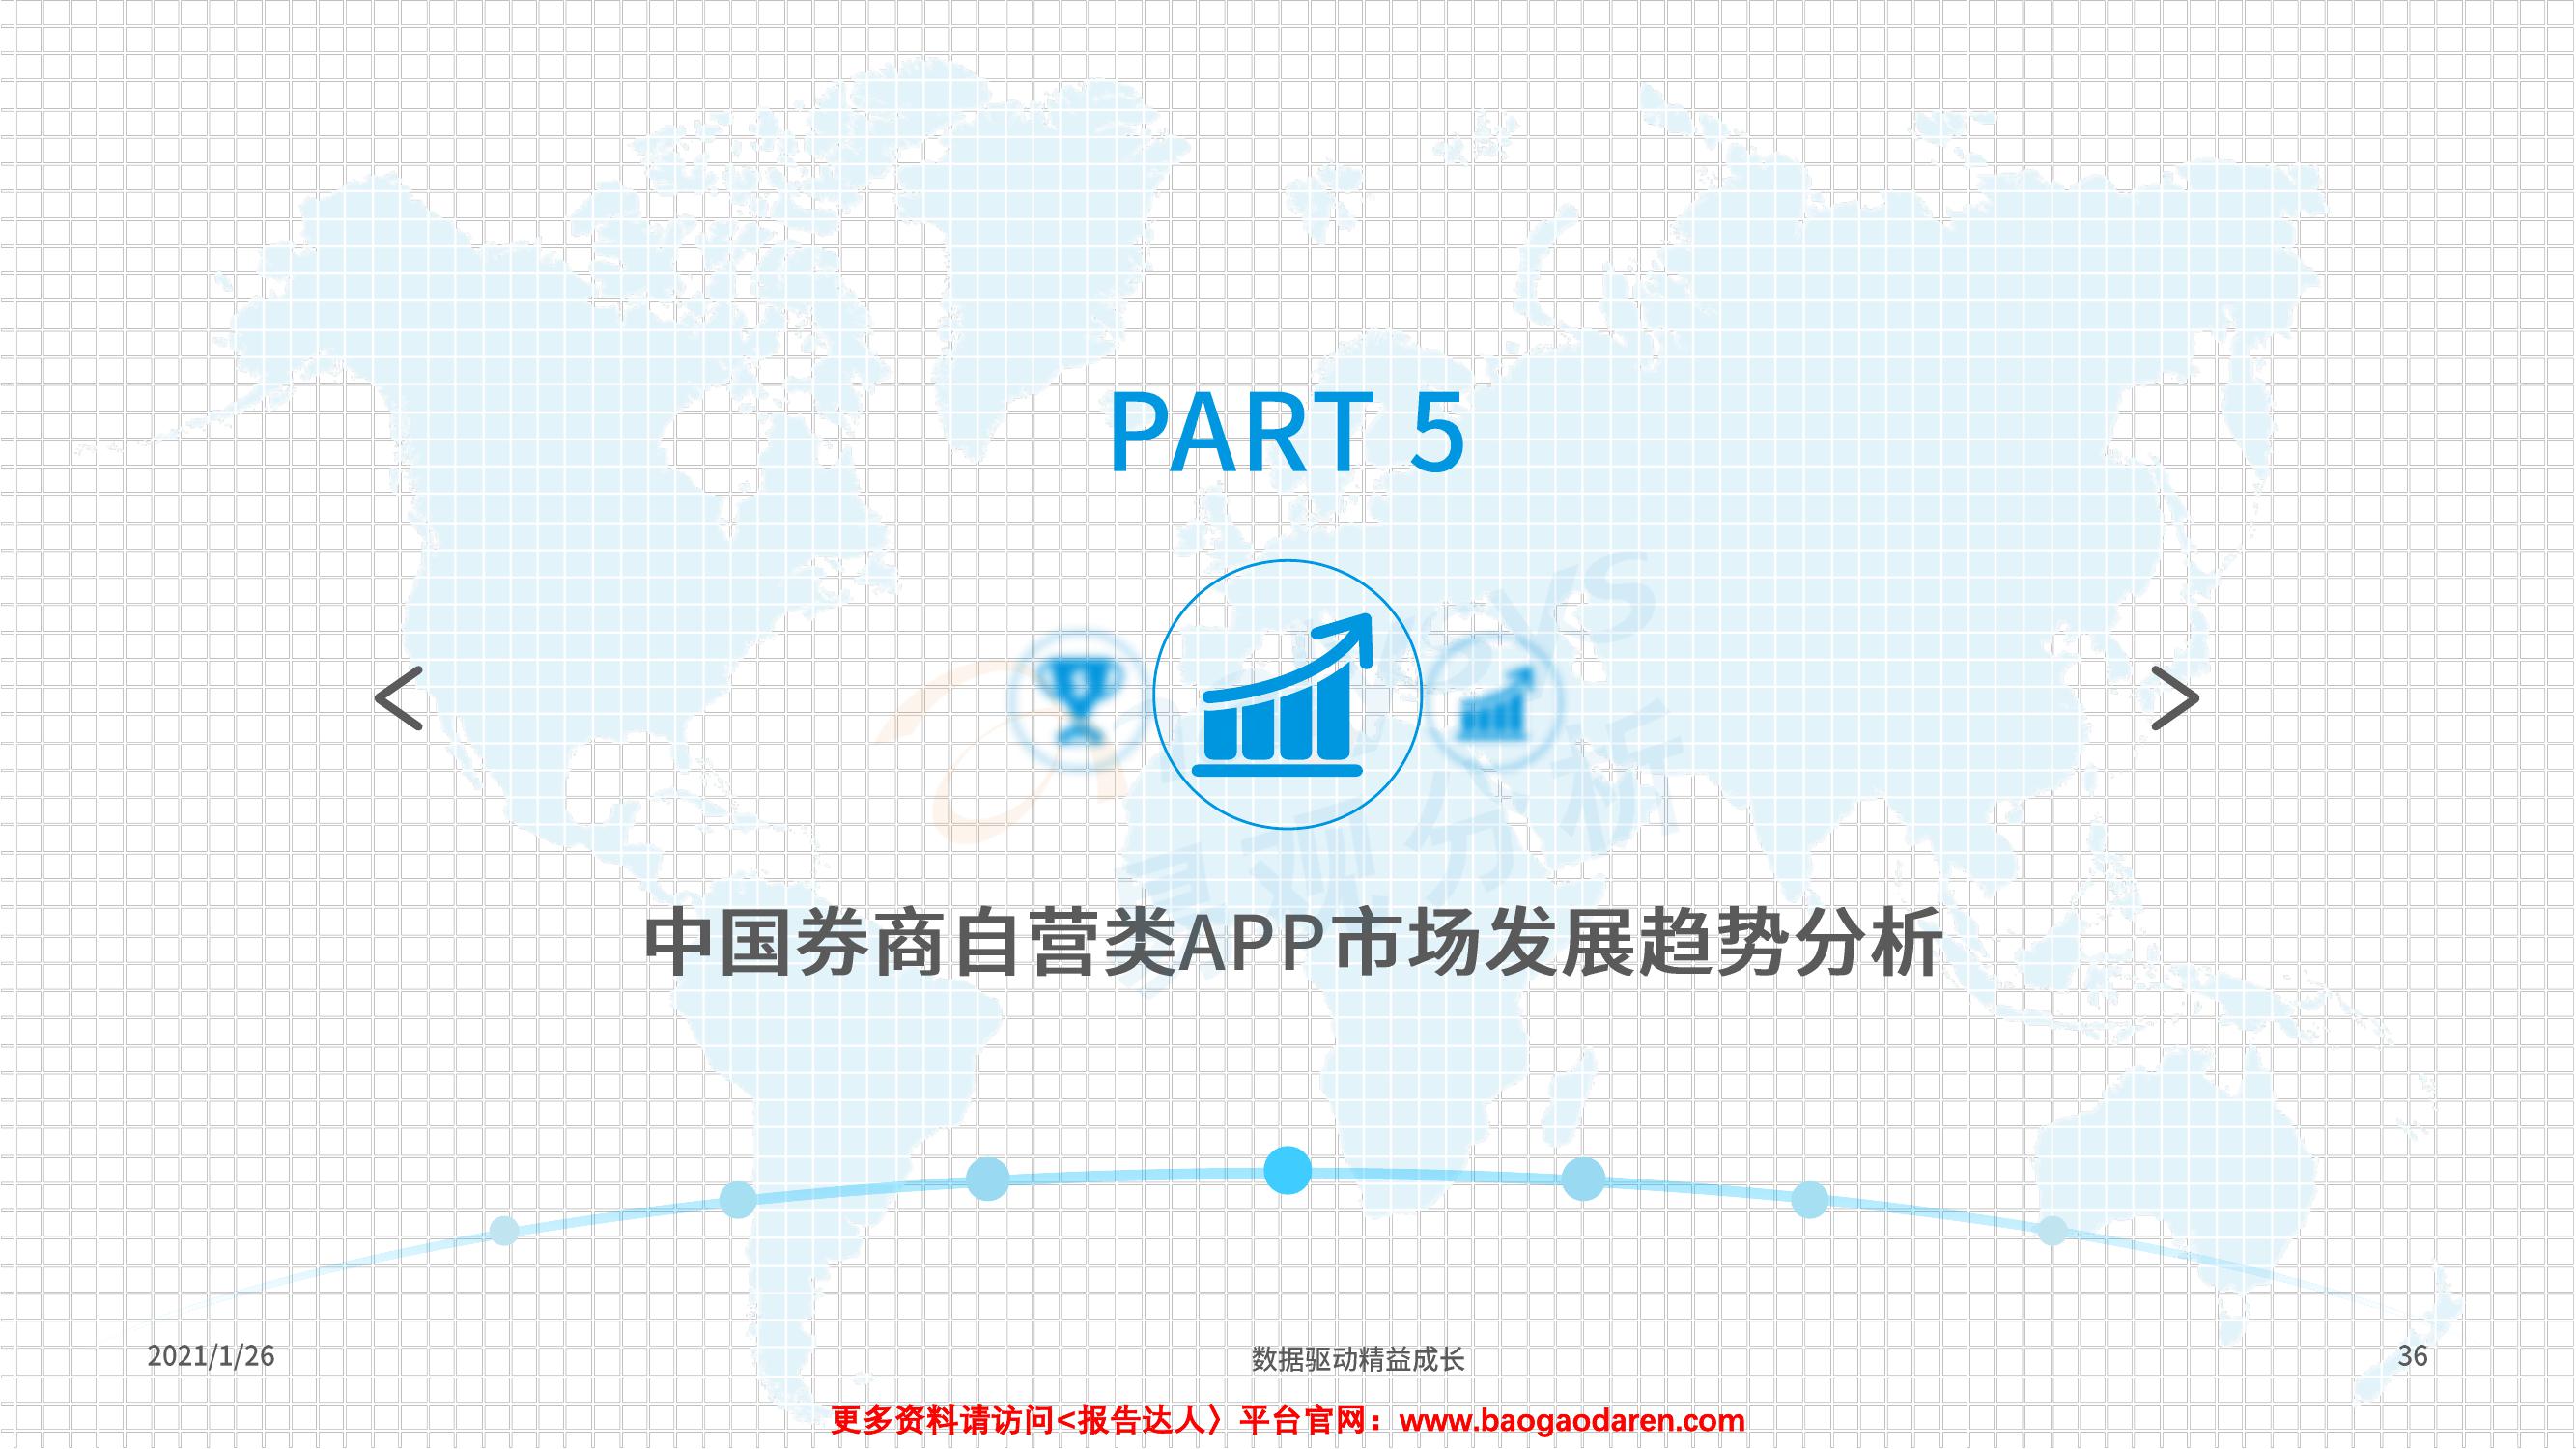 PART 5
中国券商自营类APP市场发展趋势分析
2021/1/26
数据驱动精益成长
36
更多资料请访问<报告达人〉平台官网：www.baogaodaren.com